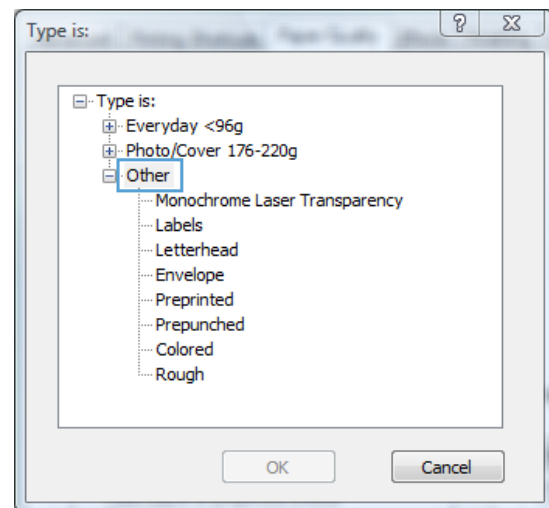 Type is:
Type is:
Everyday <96g
Photo/Cover 176-220g
Other
Monochrome Laser Transparency
Labels
Letterhead
Envelope
Preprinted
Prepunched
Colored
Rough
OK
Cancel